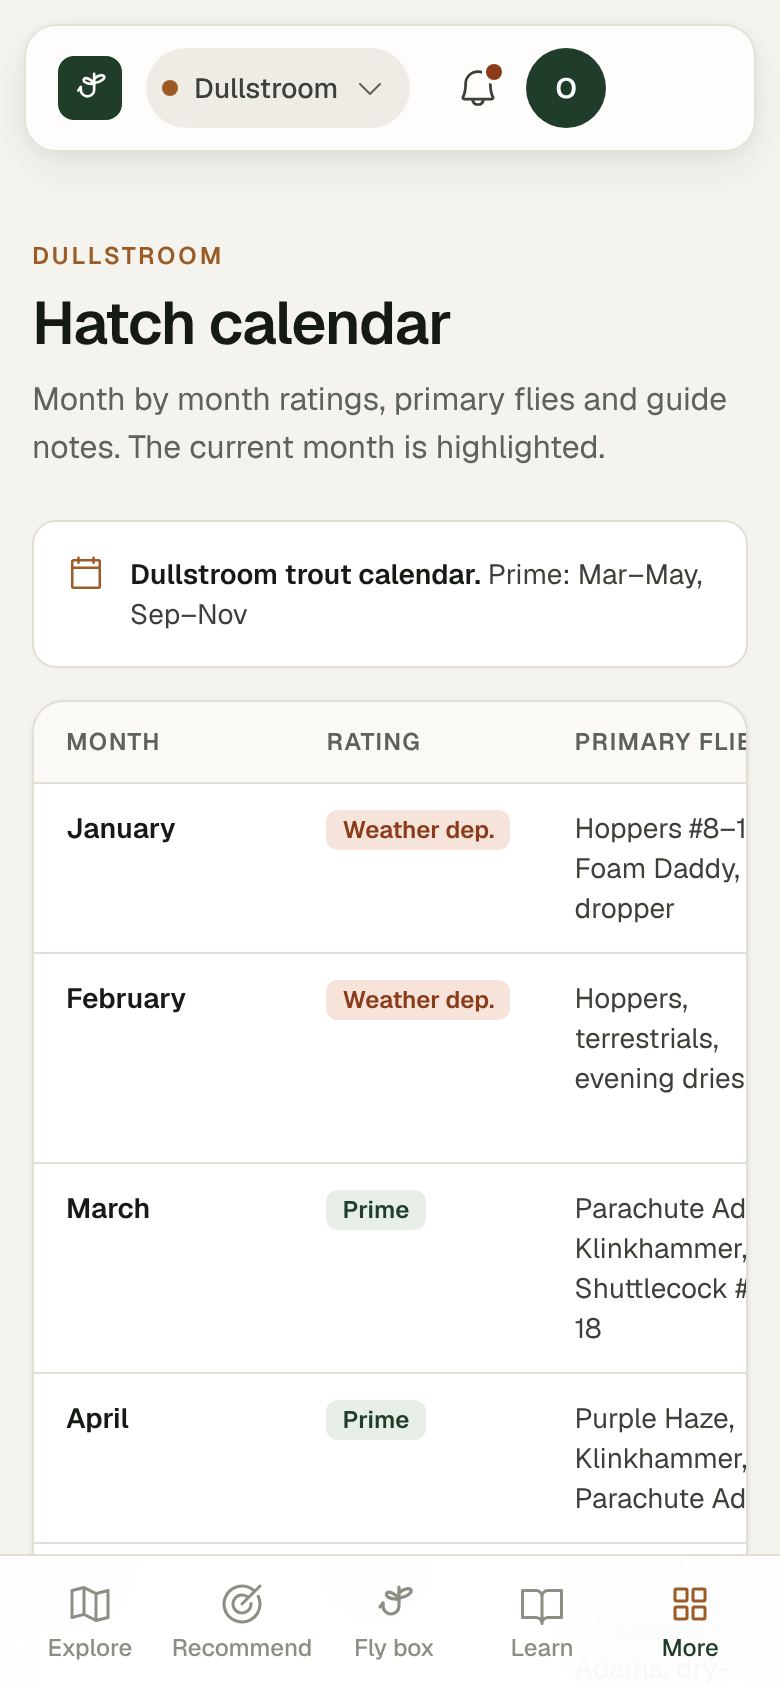 Dullstroom
O
DULLSTROOM
Hatch calendar
Month by month ratings, primary flies and guide
notes. The current month is highlighted.
Dullstroom trout calendar. Prime: Mar–May,
Sep–Nov
MONTH RATING PRIMARY FLIE
January Weather dep. Hoppers #8–1
Foam Daddy,
dropper
February Weather dep. Hoppers,
terrestrials,
evening dries
March Prime Parachute Ad
Klinkhammer,
Shuttlecock #
18
April Prime Purple Haze,
Klinkhammer,
Parachute Ad
Explore Recommend Fly box Learn More
Adams, dry-